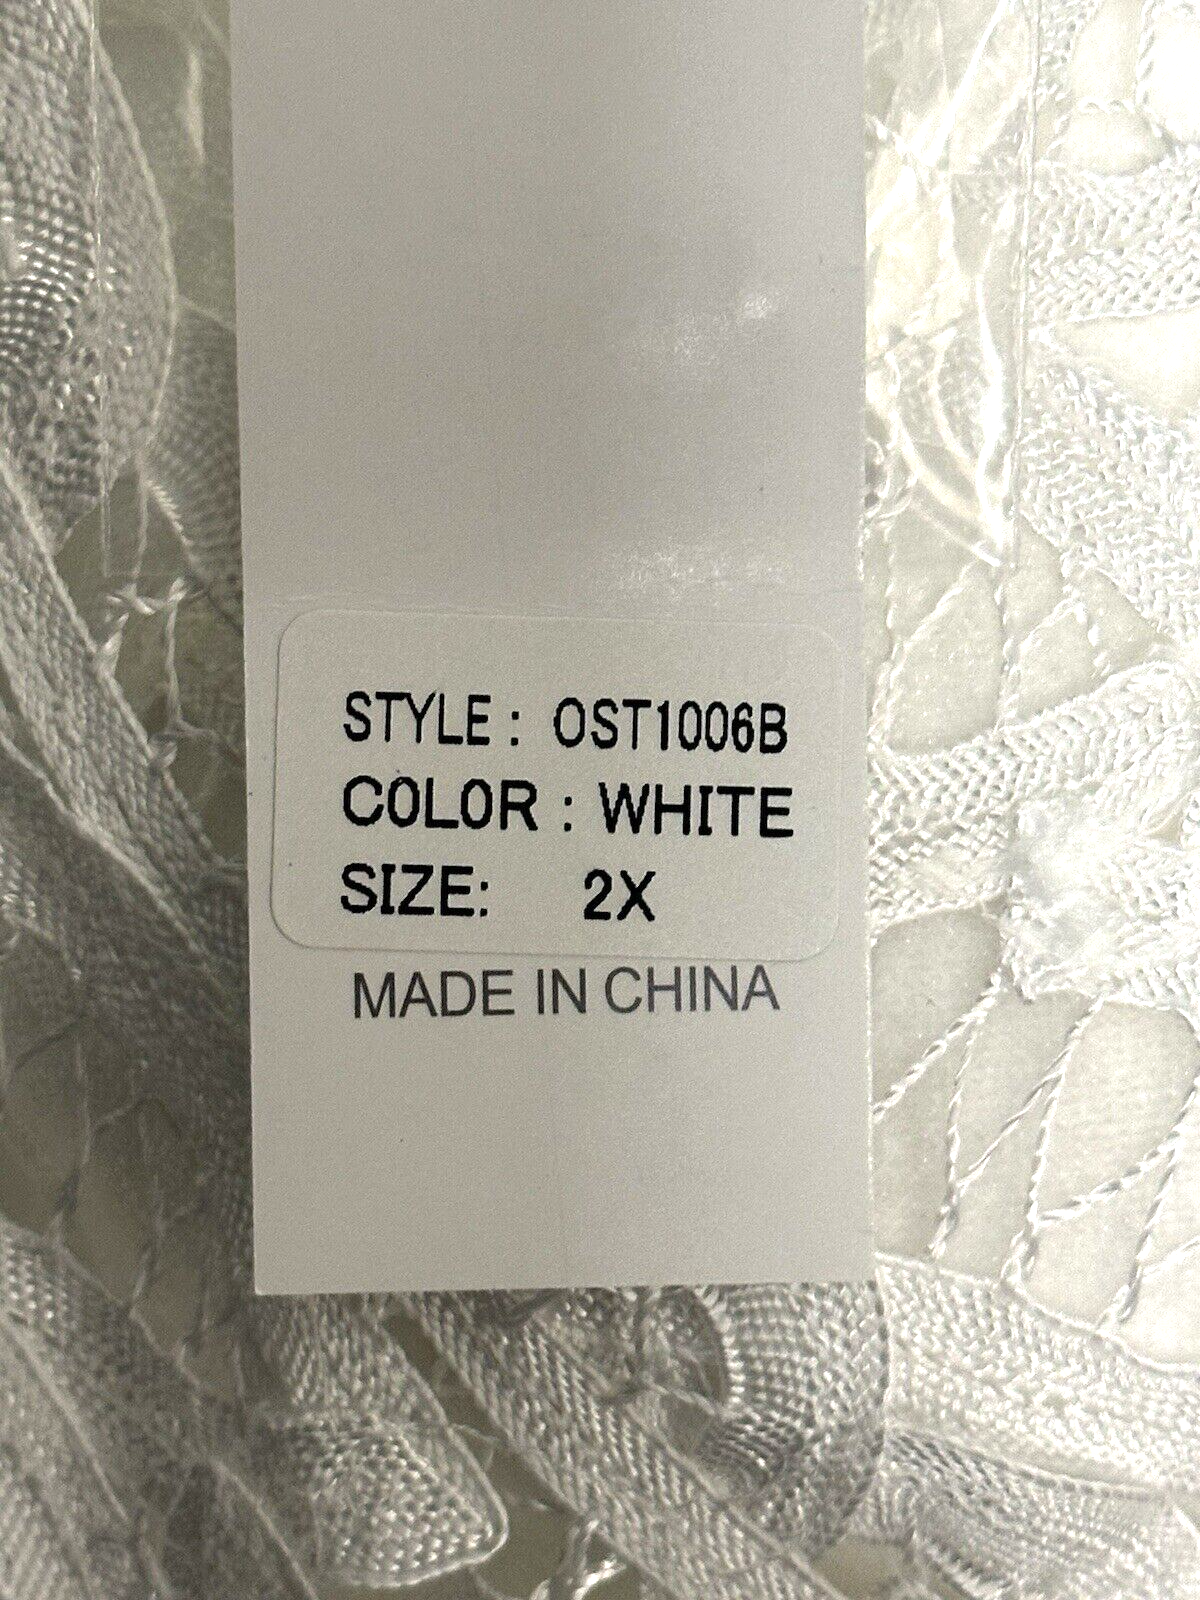 STYLE: OST1006B
COLOR: WHITE
SIZE: 2X
MADE IN CHINA